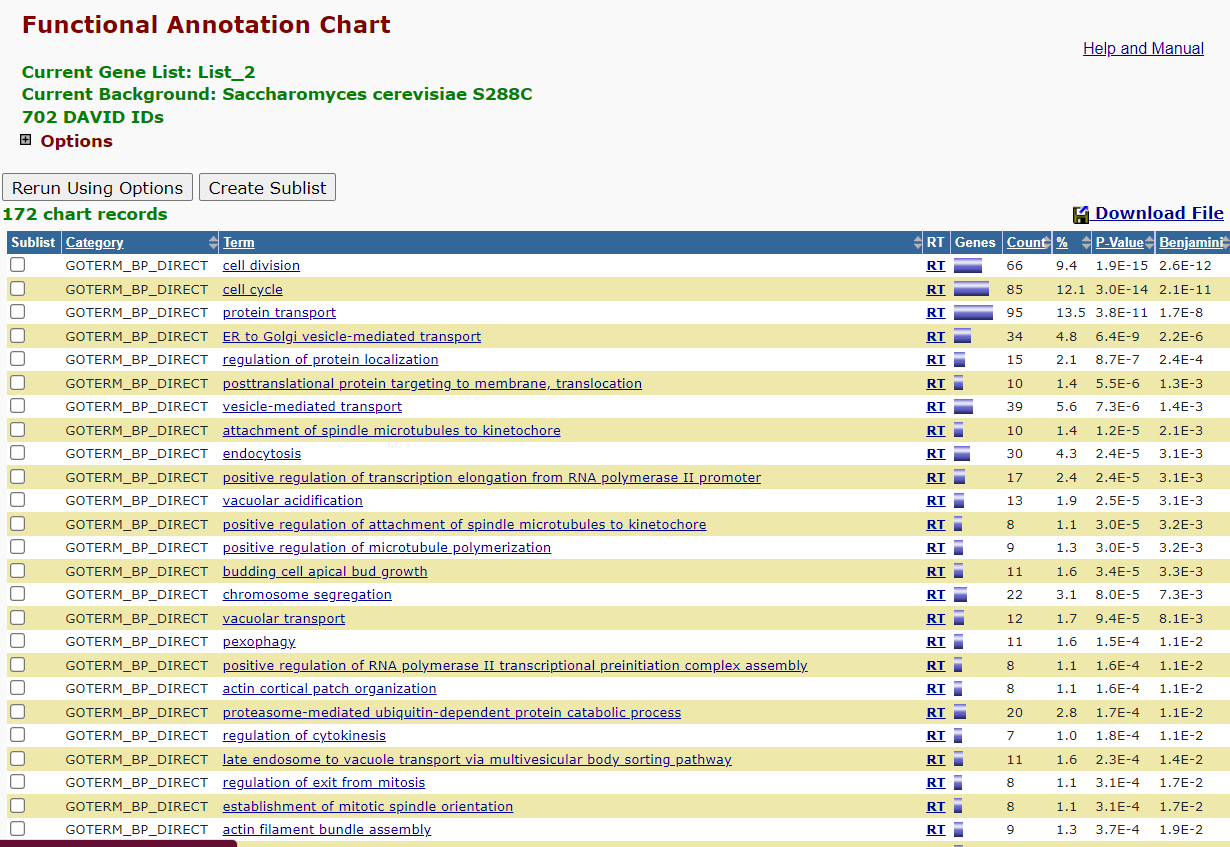 Functional Annotation Chart
Help and Manual
Current Gene List: List_2
Current Background: Saccharomyces cerevisiae S288C
702 DAVID IDs
Options
Rerun Using Options Create Sublist
172 chart records Download File
Sublist Category Term RT Genes Count % P-Value Benjamini
GOTERM_BP_DIRECT cell division RT 66 9.4 1.9E-15 2.6E-12
GOTERM_BP_DIRECT cell cycle RT 85 12.1 3.0E-14 2.1E-11
GOTERM_BP_DIRECT protein transport RT 95 13.5 3.8E-11 1.7E-8
GOTERM_BP_DIRECT ER to Golgi vesicle-mediated transport RT 34 4.8 6.4E-9 2.2E-6
GOTERM_BP_DIRECT regulation of protein localization RT 15 2.1 8.7E-7 2.4E-4
GOTERM_BP_DIRECT posttranslational protein targeting to membrane, translocation RT 10 1.4 5.5E-6 1.3E-3
GOTERM_BP_DIRECT vesicle-mediated transport RT 39 5.6 7.3E-6 1.4E-3
GOTERM_BP_DIRECT attachment of spindle microtubules to kinetochore RT 10 1.4 1.2E-5 2.1E-3
GOTERM_BP_DIRECT endocytosis RT 30 4.3 2.4E-5 3.1E-3
GOTERM_BP_DIRECT positive regulation of transcription elongation from RNA polymerase II promoter RT 17 2.4 2.4E-5 3.1E-3
GOTERM_BP_DIRECT vacuolar acidification RT 13 1.9 2.5E-5 3.1E-3
GOTERM_BP_DIRECT positive regulation of attachment of spindle microtubules to kinetochore RT 8 1.1 3.0E-5 3.2E-3
GOTERM_BP_DIRECT positive regulation of microtubule polymerization RT 9 1.3 3.0E-5 3.2E-3
GOTERM_BP_DIRECT budding cell apical bud growth RT 11 1.6 3.4E-5 3.3E-3
GOTERM_BP_DIRECT chromosome segregation RT 22 3.1 8.0E-5 7.3E-3
GOTERM_BP_DIRECT vacuolar transport RT 12 1.7 9.4E-5 8.1E-3
GOTERM_BP_DIRECT pexophagy RT 11 1.6 1.5E-4 1.1E-2
GOTERM_BP_DIRECT positive regulation of RNA polymerase II transcriptional preinitiation complex assembly RT 8 1.1 1.6E-4 1.1E-2
GOTERM_BP_DIRECT actin cortical patch organization RT 8 1.1 1.6E-4 1.1E-2
GOTERM_BP_DIRECT proteasome-mediated ubiquitin-dependent protein catabolic process RT 20 2.8 1.7E-4 1.1E-2
GOTERM_BP_DIRECT regulation of cytokinesis RT 7 1.0 1.8E-4 1.1E-2
GOTERM_BP_DIRECT late endosome to vacuole transport via multivesicular body sorting pathway RT 11 1.6 2.3E-4 1.4E-2
GOTERM_BP_DIRECT regulation of exit from mitosis RT 8 1.1 3.1E-4 1.7E-2
GOTERM_BP_DIRECT establishment of mitotic spindle orientation RT 8 1.1 3.1E-4 1.7E-2
GOTERM_BP_DIRECT actin filament bundle assembly RT 9 1.3 3.7E-4 1.9E-2